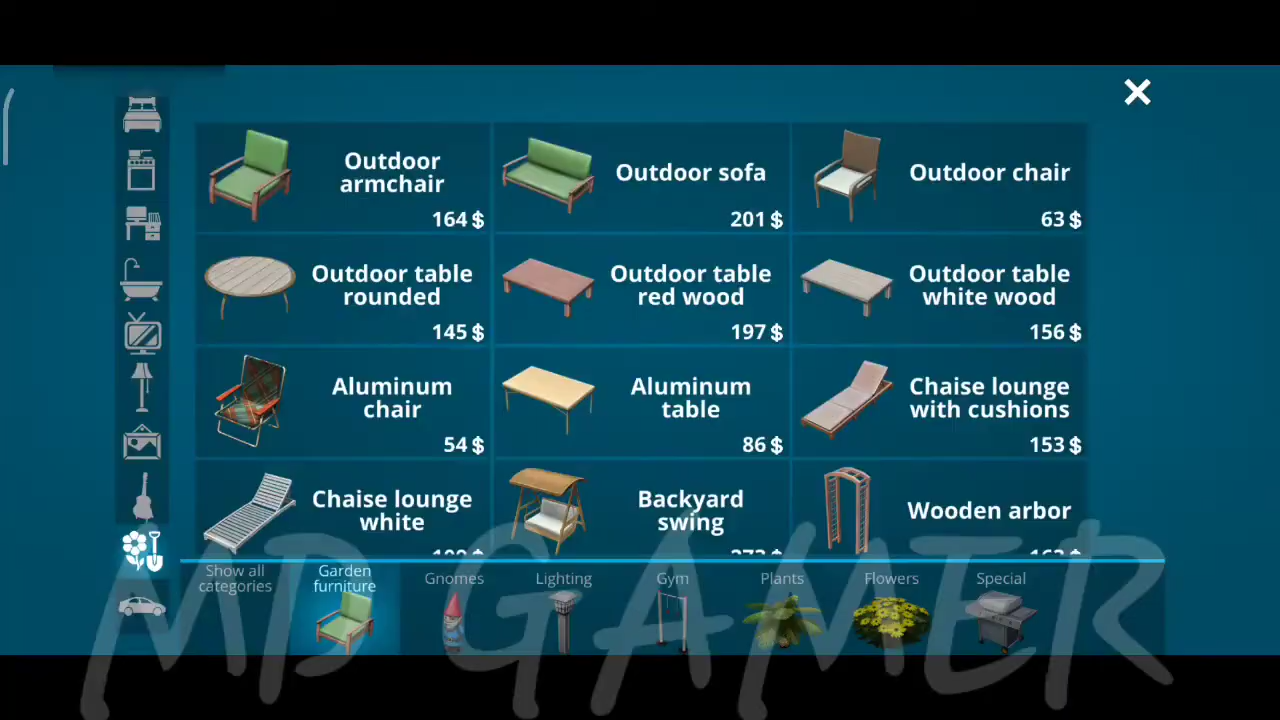 Outdoor
armchair
164 $
Outdoor sofa
201 $
Outdoor chair
63 $
Outdoor table
rounded
145 $
Outdoor table
red wood
197 $
Outdoor table
white wood
156 $
Aluminum
chair
54 $
Aluminum
table
86 $
Chaise lounge
with cushions
153 $
Chaise lounge
white
Backyard
swing
Wooden arbor
Show all
categories
Garden
furniture
Gnomes
Lighting
Gym
Plants
Flowers
Special
MD GAMER